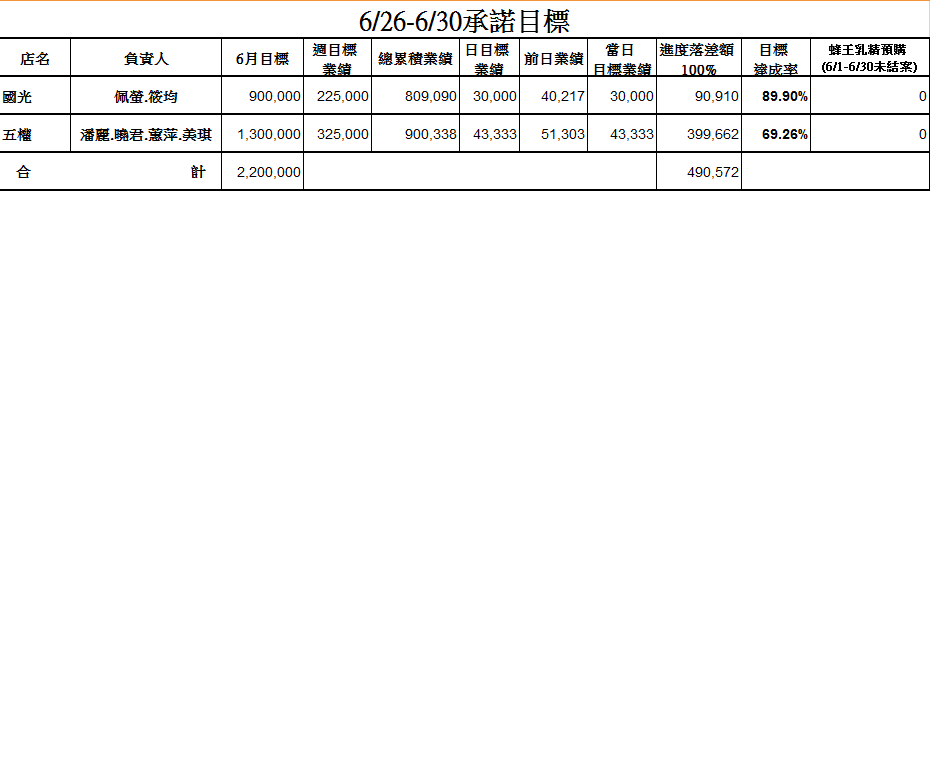 6/26-6/30承諾目標
店名 負責人 6月目標 週目標業績 總累積業績 日目標業績 前日業績 當日目標業績 進度落差額100% 目標達成率 蜂王乳精預購(6/1-6/30未結案)
國光 佩螢.筱均 900,000 225,000 809,090 30,000 40,217 30,000 90,910 89.90% 0
五權 潘麗.曉君.蕙萍.美琪 1,300,000 325,000 900,338 43,333 51,303 43,333 399,662 69.26% 0
合 計 2,200,000 490,572